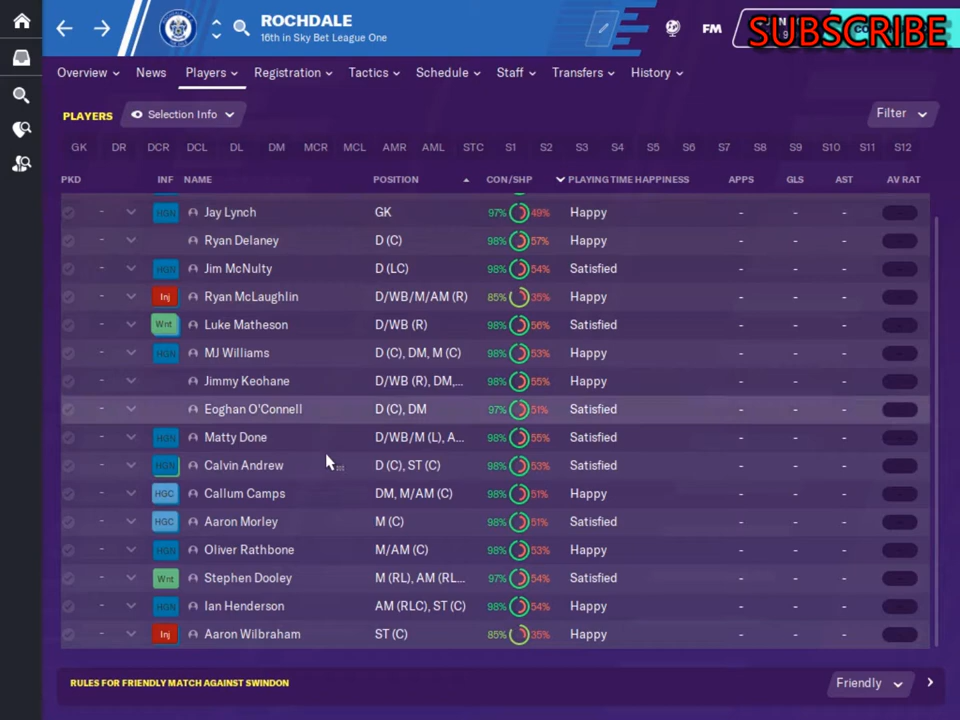 ROCHDALE
16th in Sky Bet League One
FM
SUBSCRIBE
Overview News Players Registration Tactics Schedule Staff Transfers History
PLAYERS Selection Info Filter
GK DR DCR DCL DL DM MCR MCL AMR AML STC S1 S2 S3 S4 S5 S6 S7 S8 S9 S10 S11 S12
PKD INF NAME POSITION CON/SHP PLAYING TIME HAPPINESS APPS GLS AST AV RAT
- HGN Jay Lynch GK 97% 49% Happy - - - -
- Ryan Delaney D (C) 98% 57% Happy - - - -
- HGN Jim McNulty D (LC) 98% 54% Satisfied - - - -
- Inj Ryan McLaughlin D/WB/M/AM (R) 85% 35% Happy - - - -
- Wnt Luke Matheson D/WB (R) 98% 56% Satisfied - - - -
- HGN MJ Williams D (C), DM, M (C) 98% 53% Happy - - - -
- Jimmy Keohane D/WB (R), DM,... 98% 55% Happy - - - -
- Eoghan O'Connell D (C), DM 97% 51% Satisfied - - - -
- HGN Matty Done D/WB/M (L), A... 98% 55% Satisfied - - - -
- HGN Calvin Andrew D (C), ST (C) 98% 53% Satisfied - - - -
- HGC Callum Camps DM, M/AM (C) 98% 51% Happy - - - -
- HGC Aaron Morley M (C) 98% 51% Satisfied - - - -
- HGN Oliver Rathbone M/AM (C) 98% 53% Happy - - - -
- Wnt Stephen Dooley M (RL), AM (RL... 97% 54% Satisfied - - - -
- HGN Ian Henderson AM (RLC), ST (C) 98% 54% Happy - - - -
- Inj Aaron Wilbraham ST (C) 85% 35% Happy - - - -
RULES FOR FRIENDLY MATCH AGAINST SWINDON Friendly